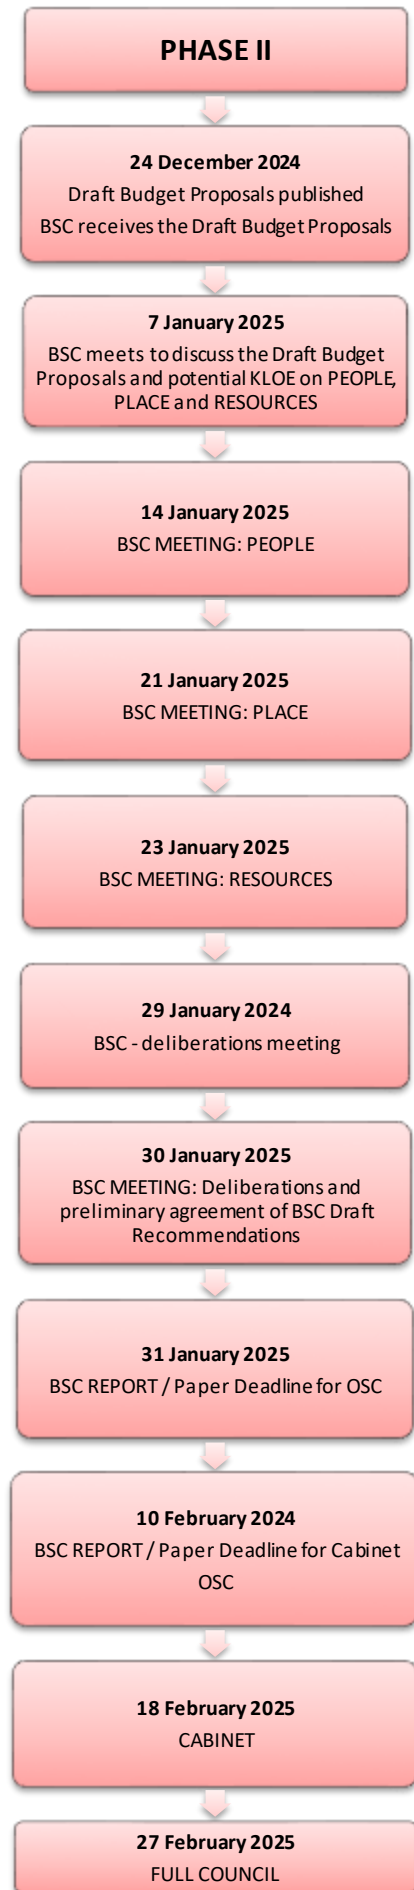 PHASE II
24 December 2024
Draft Budget Proposals published
BSC receives the Draft Budget Proposals
7 January 2025
BSC meets to discuss the Draft Budget
Proposals and potential KLOE on PEOPLE,
PLACE and RESOURCES
14 January 2025
BSC MEETING: PEOPLE
21 January 2025
BSC MEETING: PLACE
23 January 2025
BSC MEETING: RESOURCES
29 January 2024
BSC - deliberations meeting
30 January 2025
BSC MEETING: Deliberations and
preliminary agreement of BSC Draft
Recommendations
31 January 2025
BSC REPORT / Paper Deadline for OSC
10 February 2024
BSC REPORT / Paper Deadline for Cabinet
OSC
18 February 2025
CABINET
27 February 2025
FULL COUNCIL